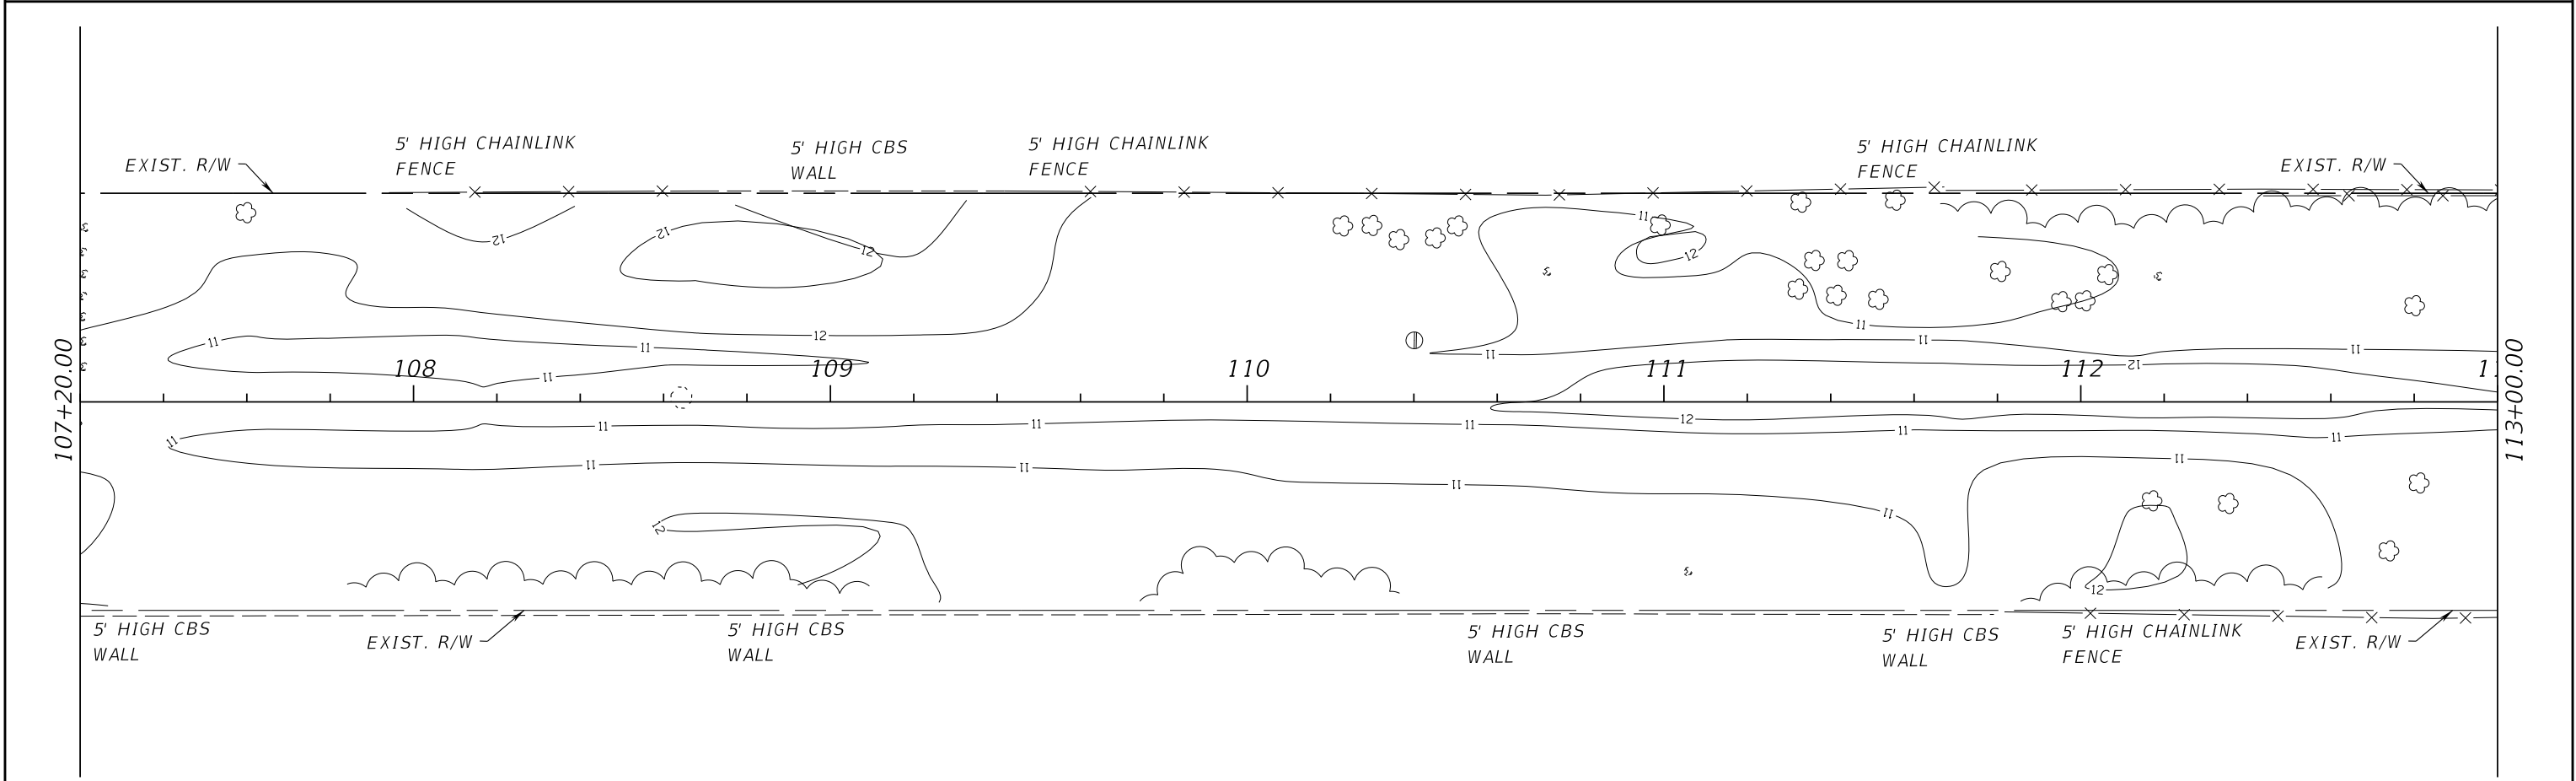 5' HIGH CHAINLINK
FENCE
5' HIGH CBS
WALL
5' HIGH CHAINLINK
FENCE
5' HIGH CHAINLINK
FENCE
EXIST. R/W
EXIST. R/W
11
12
12
12
12
12
11
11
11
11
11
11
11
12
107+20.00
108
109
110
111
112
113+00.00
11
11
11
11
12
11
11
11
11
11
11
11
12
12
5' HIGH CBS
WALL
EXIST. R/W
5' HIGH CBS
WALL
5' HIGH CBS
WALL
5' HIGH CBS
WALL
5' HIGH CHAINLINK
FENCE
EXIST. R/W